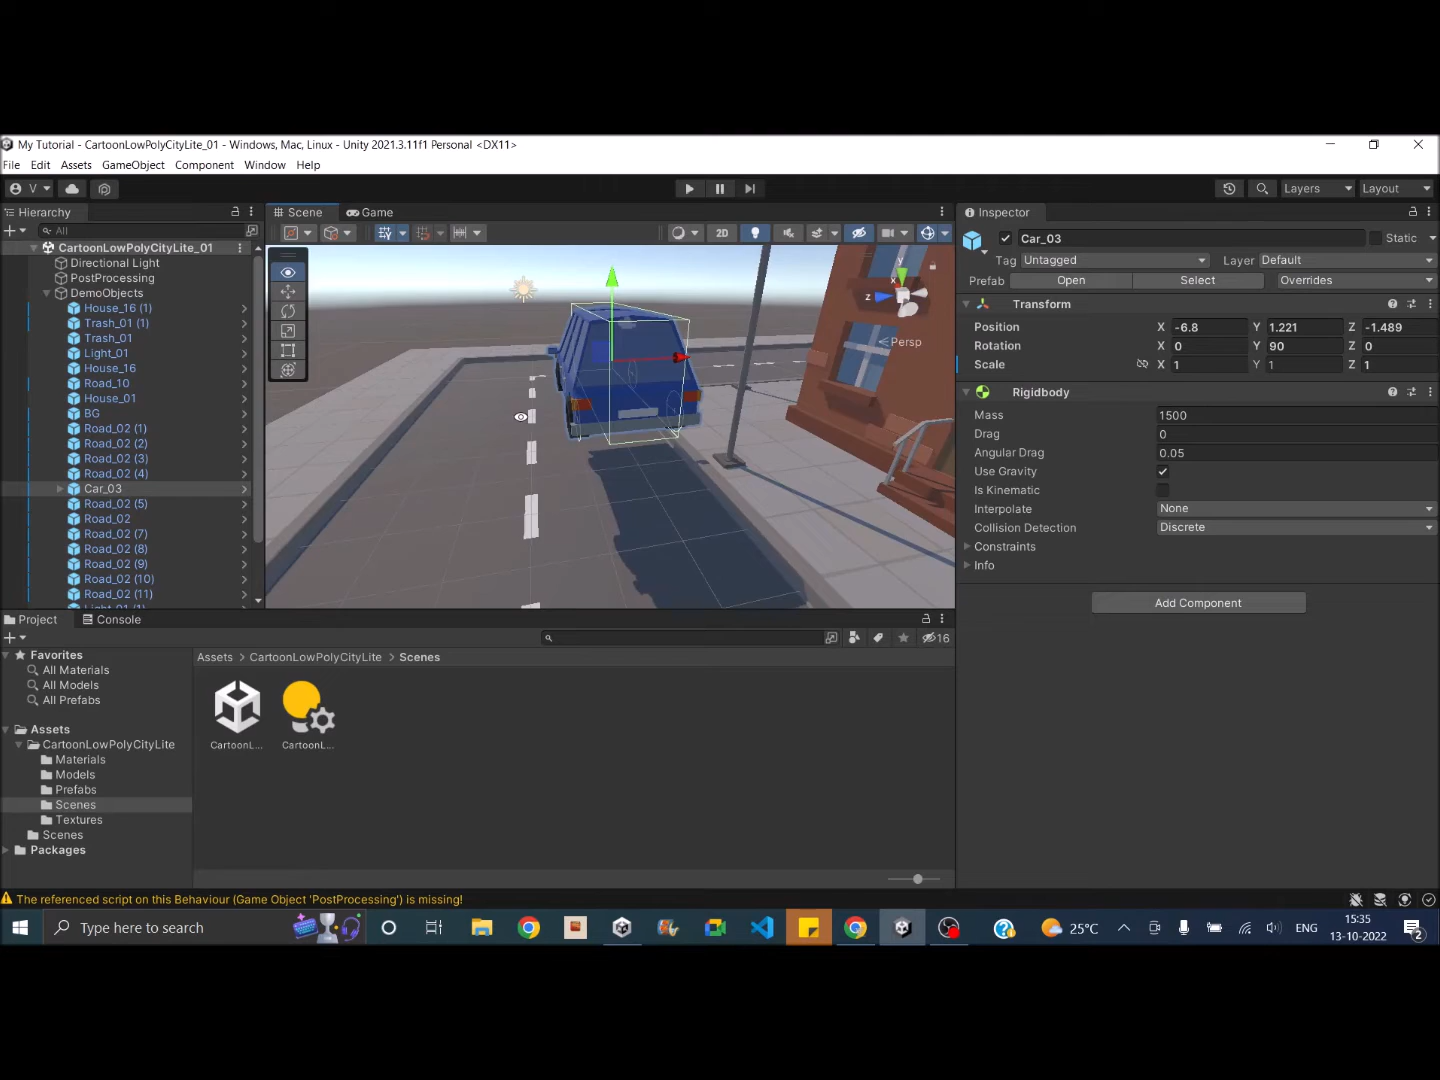 My Tutorial - CartoonLowPolyCityLite_01 - Windows, Mac, Linux - Unity 2021.3.11f1 Personal <DX11>
File Edit Assets GameObject Component Window Help
V Layers Layout
Hierarchy
All
CartoonLowPolyCityLite_01
Directional Light
PostProcessing
DemoObjects
House_16 (1)
Trash_01 (1)
Trash_01
Light_01
House_16
Road_10
House_01
BG
Road_02 (1)
Road_02 (2)
Road_02 (3)
Road_02 (4)
Car_03
Road_02 (5)
Road_02
Road_02 (7)
Road_02 (8)
Road_02 (9)
Road_02 (10)
Road_02 (11)
Light_01 (1)
Scene Game
2D
y
x
z
Persp
Inspector
Car_03 Static
Tag Untagged Layer Default
Prefab Open Select Overrides
Transform
Position X -6.8 Y 1.221 Z -1.489
Rotation X 0 Y 90 Z 0
Scale X 1 Y 1 Z 1
Rigidbody
Mass 1500
Drag 0
Angular Drag 0.05
Use Gravity
Is Kinematic
Interpolate None
Collision Detection Discrete
Constraints
Info
Add Component
Project Console
16
Favorites
All Materials
All Models
All Prefabs
Assets
CartoonLowPolyCityLite
Materials
Models
Prefabs
Scenes
Textures
Scenes
Packages
Assets > CartoonLowPolyCityLite > Scenes
CartoonL... CartoonL...
The referenced script on this Behaviour (Game Object 'PostProcessing') is missing!
Type here to search
25°C
ENG
15:35
13-10-2022
2